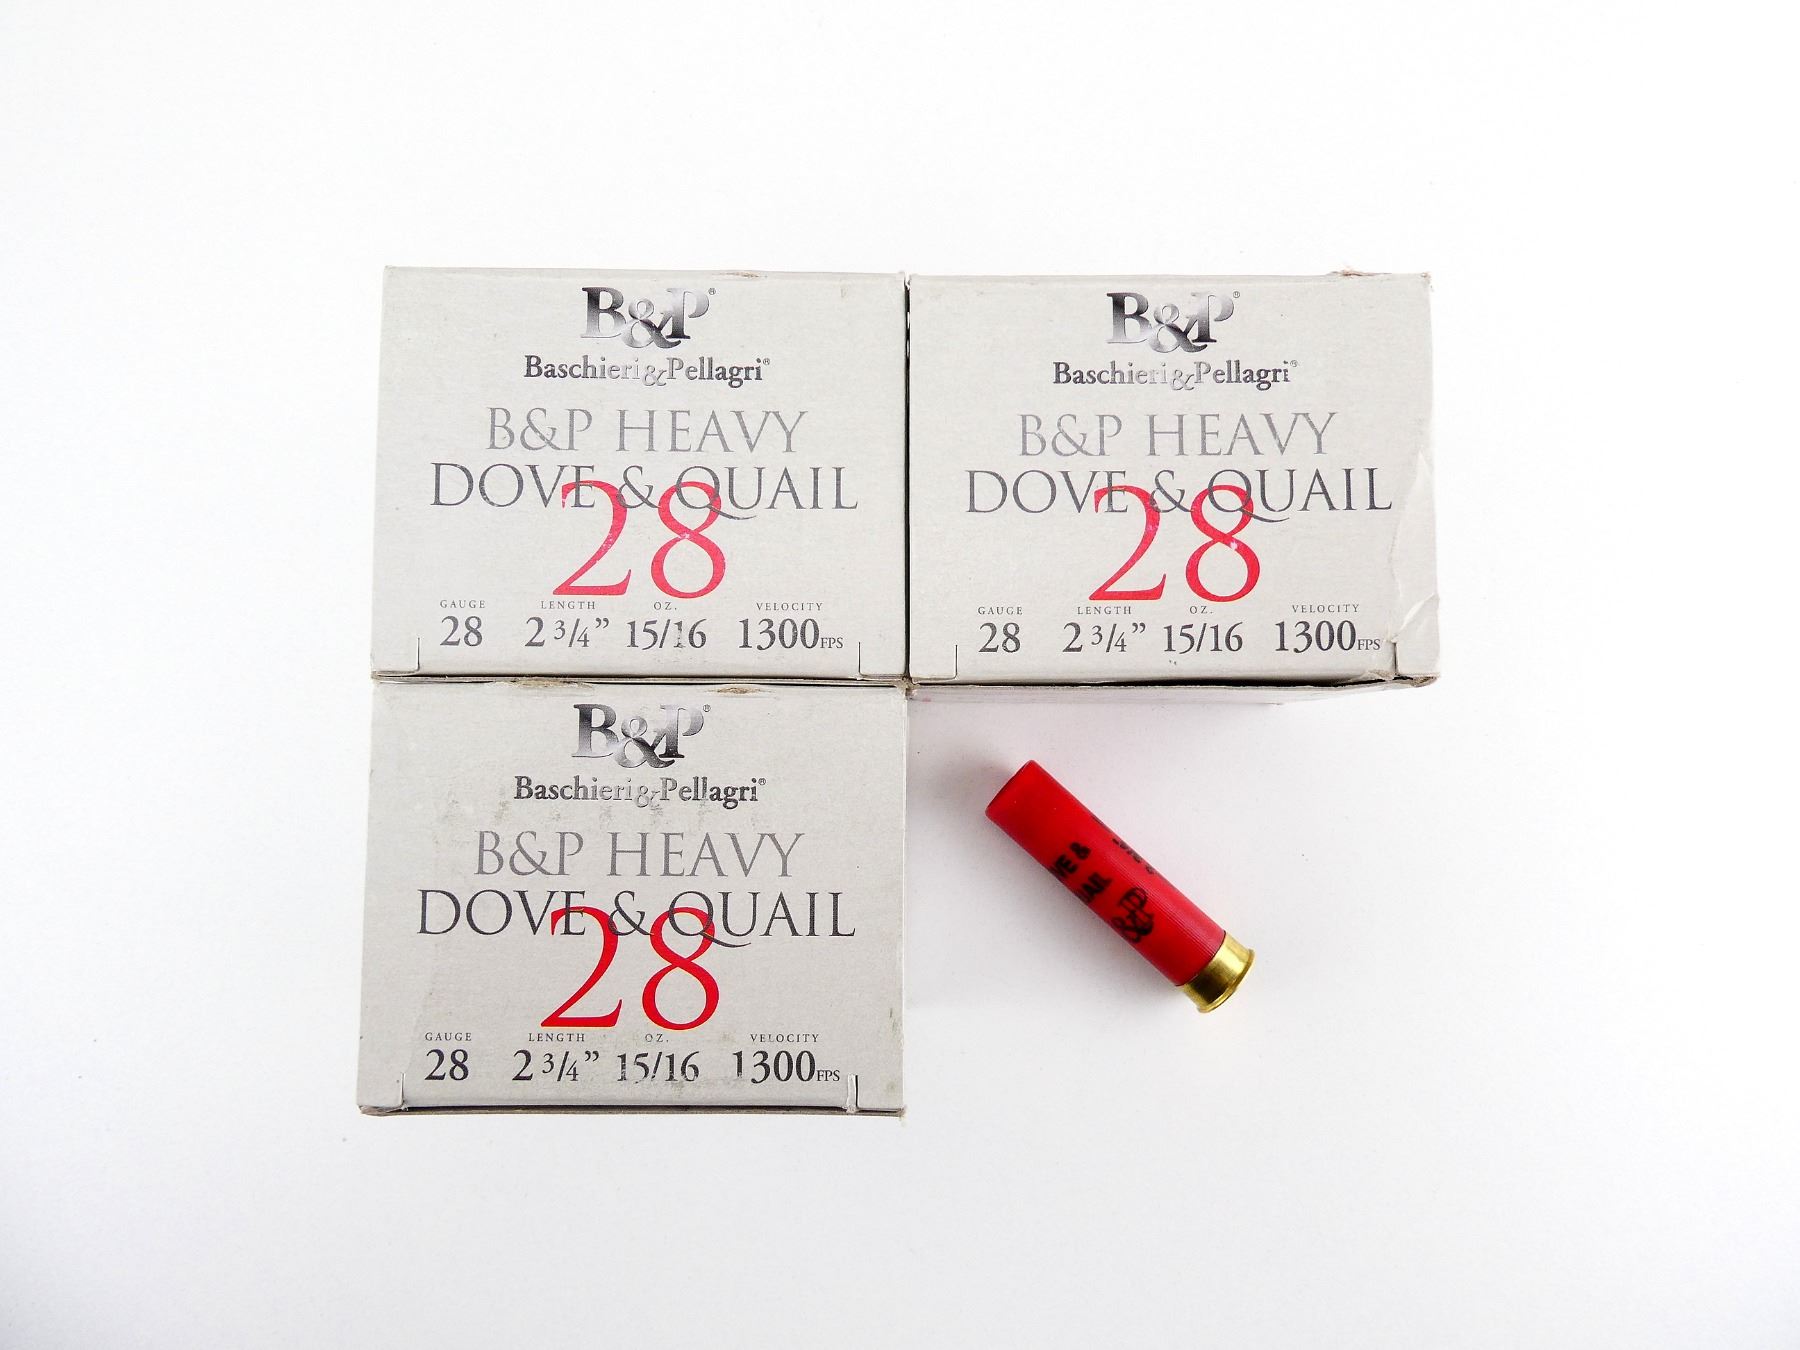 B&P®
Baschieri&Pellagri®
B&P HEAVY
DOVE & QUAIL
28
GAUGE LENGTH OZ. VELOCITY
28 2 3/4” 15/16 1300FPS
B&P®
Baschieri&Pellagri®
B&P HEAVY
DOVE & QUAIL
28
GAUGE LENGTH OZ. VELOCITY
28 2 3/4” 15/16 1300FPS
B&P®
Baschieri&Pellagri®
B&P HEAVY
DOVE & QUAIL
28
GAUGE LENGTH OZ. VELOCITY
28 2 3/4” 15/16 1300FPS
VE &
UAIL
&P